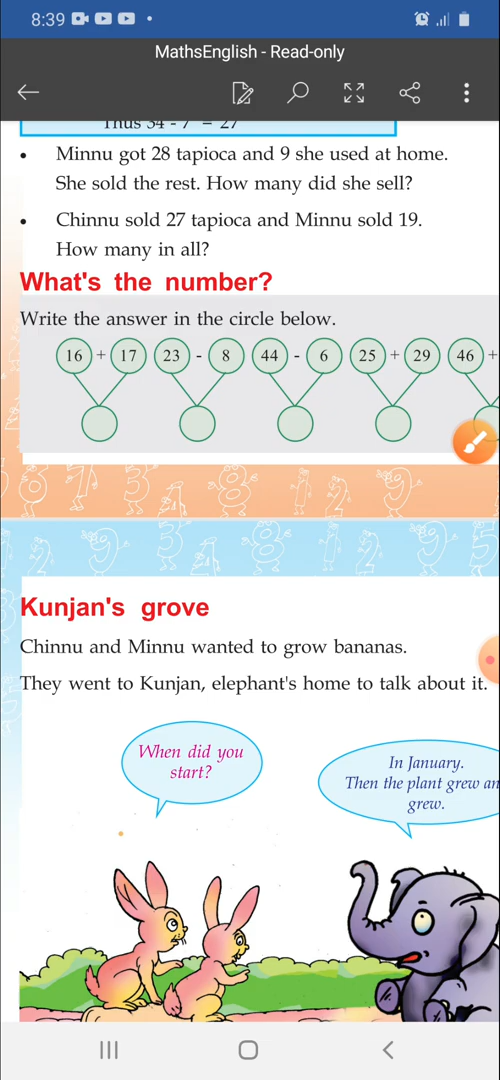 8:39
MathsEnglish - Read-only
Thus 34 - 7 = 27
• Minnu got 28 tapioca and 9 she used at home.
She sold the rest. How many did she sell?
• Chinnu sold 27 tapioca and Minnu sold 19.
How many in all?
What's the number?
Write the answer in the circle below.
16 + 17 23 - 8 44 - 6 25 + 29 46 +
Kunjan's grove
Chinnu and Minnu wanted to grow bananas.
They went to Kunjan, elephant's home to talk about it.
When did you
start?
In January.
Then the plant grew an
grew.